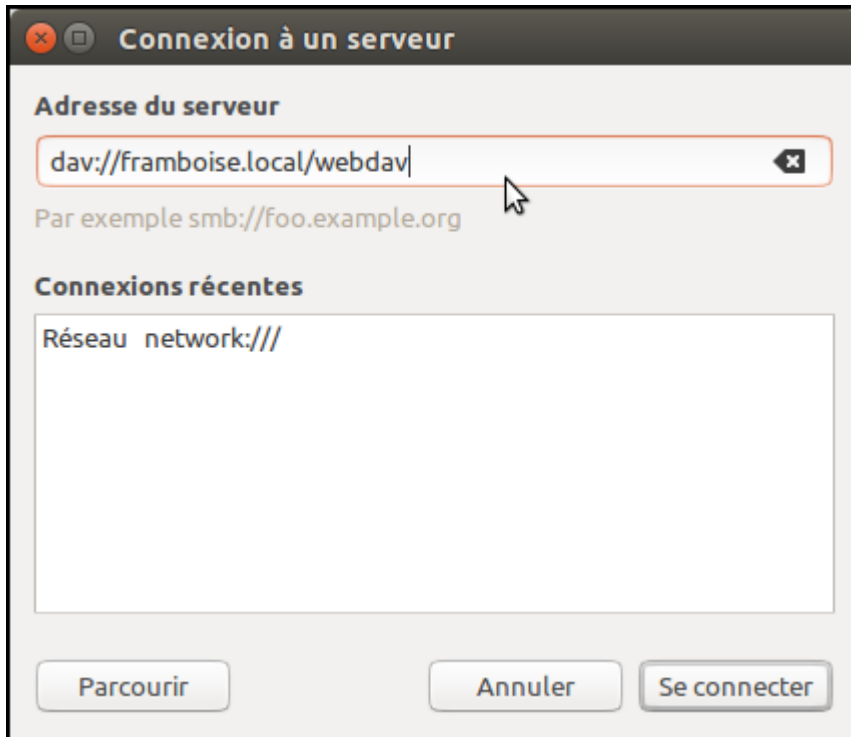 Connexion à un serveur
Adresse du serveur
dav://framboise.local/webdav
Par exemple smb://foo.example.org
Connexions récentes
Réseau network:///
Parcourir Annuler Se connecter